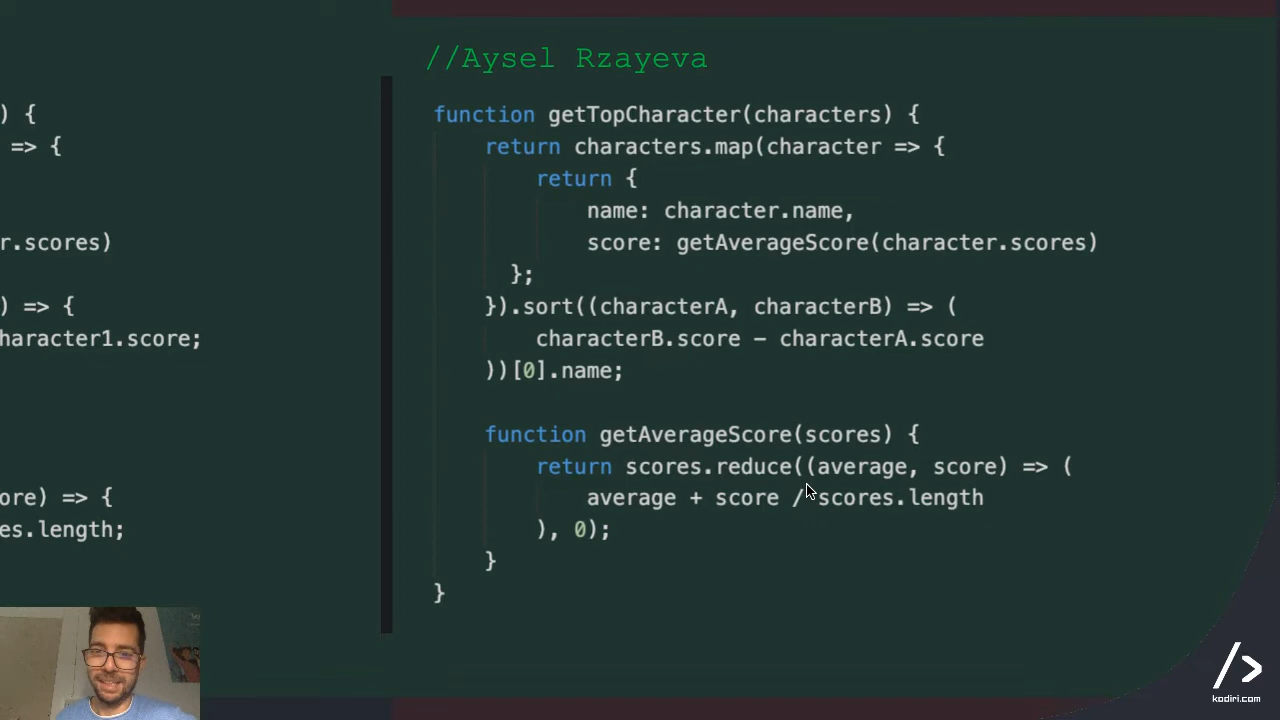 ) {
=> {
r.scores)
) => {
haracter1.score;
ore) => {
es.length;
//Aysel Rzayeva
function getTopCharacter(characters) {
return characters.map(character => {
return {
name: character.name,
score: getAverageScore(character.scores)
};
}).sort((characterA, characterB) => (
characterB.score - characterA.score
))[0].name;
function getAverageScore(scores) {
return scores.reduce((average, score) => (
average + score / scores.length
), 0);
}
}
</>
kodiri.com